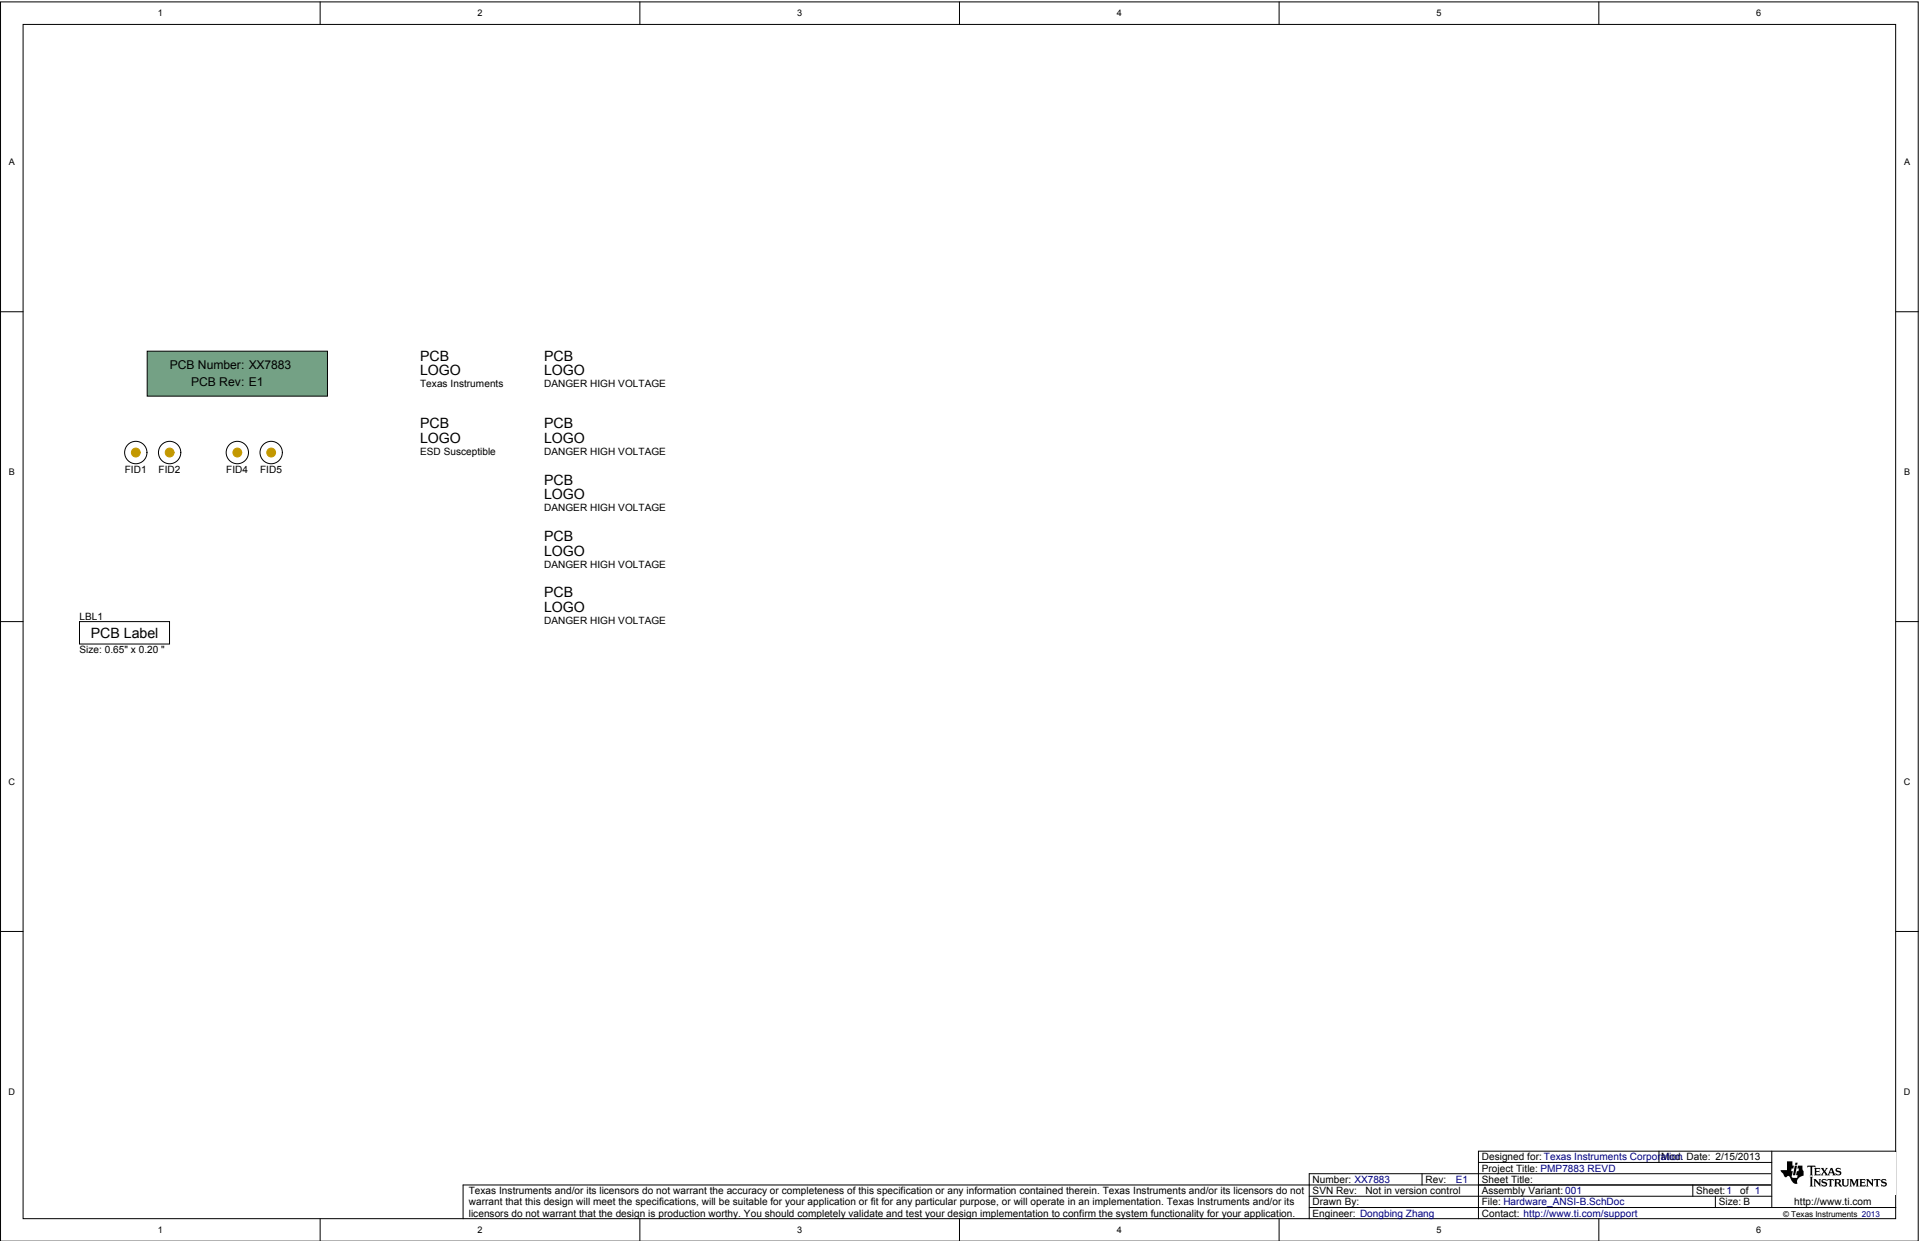 1 2 3 4 5 6
A A
PCB Number: XX7883
PCB Rev: E1
PCB
LOGO
Texas Instruments
PCB
LOGO
DANGER HIGH VOLTAGE
PCB
LOGO
ESD Susceptible
PCB
LOGO
DANGER HIGH VOLTAGE
FID1 FID2 FID4 FID5
B B
PCB
LOGO
DANGER HIGH VOLTAGE
PCB
LOGO
DANGER HIGH VOLTAGE
PCB
LOGO
DANGER HIGH VOLTAGE
LBL1
PCB Label
Size: 0.65" x 0.20 "
C C
D D
Texas Instruments and/or its licensors do not warrant the accuracy or completeness of this specification or any information contained therein. Texas Instruments and/or its licensors do not
warrant that this design will meet the specifications, will be suitable for your application or fit for any particular purpose, or will operate in an implementation. Texas Instruments and/or its
licensors do not warrant that the design is production worthy. You should completely validate and test your design implementation to confirm the system functionality for your application.
Number: XX7883 Rev: E1
SVN Rev: Not in version control
Drawn By:
Engineer: Dongbing Zhang
Designed for: Texas Instruments Corporation Mod. Date: 2/15/2013
Project Title: PMP7883 REVD
Sheet Title:
Assembly Variant: 001 Sheet: 1 of 1
File: Hardware_ANSI-B.SchDoc Size: B
Contact: http://www.ti.com/support
TEXAS
INSTRUMENTS
http://www.ti.com
© Texas Instruments 2013
1 2 3 4 5 6